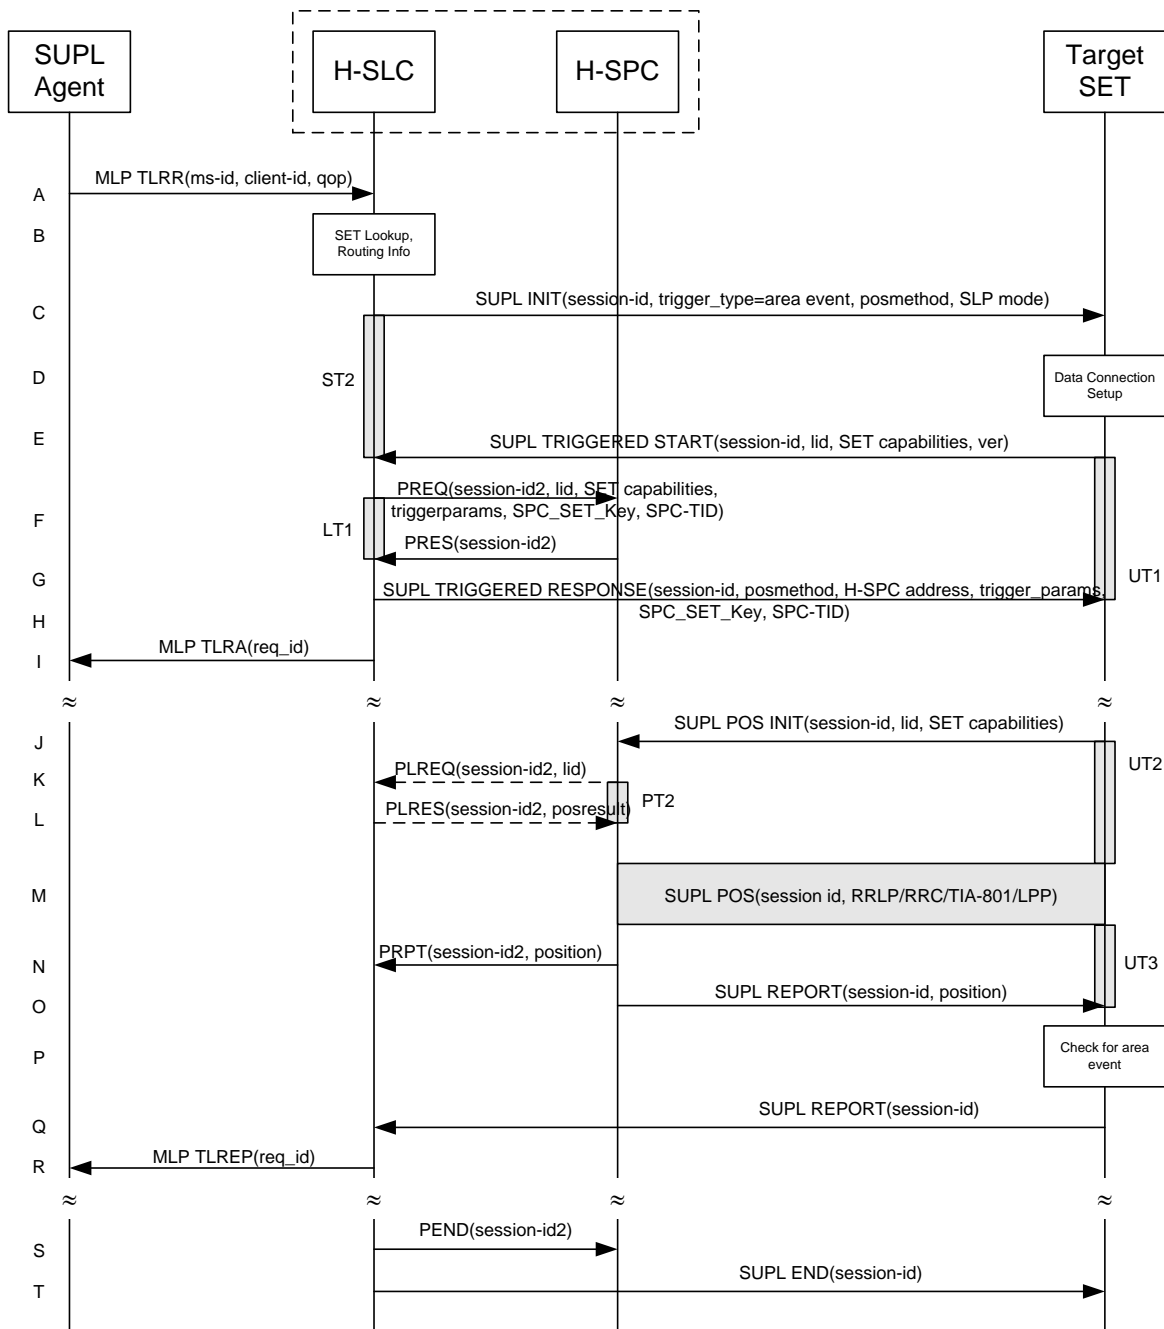 SUPL
Agent
H-SLC
H-SPC
Target
SET
A
MLP TLRR(ms-id, client-id, qop)
B
SET Lookup,
Routing Info
C
SUPL INIT(session-id, trigger_type=area event, posmethod, SLP mode)
D
ST2
Data Connection
Setup
E
SUPL TRIGGERED START(session-id, lid, SET capabilities, ver)
F
LT1
PREQ(session-id2, lid, SET capabilities,
triggerparams, SPC_SET_Key, SPC-TID)
PRES(session-id2)
G
UT1
SUPL TRIGGERED RESPONSE(session-id, posmethod, H-SPC address, trigger_params,
SPC_SET_Key, SPC-TID)
H
I
MLP TLRA(req_id)
≈ ≈ ≈ ≈
J
SUPL POS INIT(session-id, lid, SET capabilities)
UT2
K
PLREQ(session-id2, lid)
PT2
L
PLRES(session-id2, posresult)
M
SUPL POS(session id, RRLP/RRC/TIA-801/LPP)
N
PRPT(session-id2, position)
UT3
O
SUPL REPORT(session-id, position)
P
Check for area
event
Q
SUPL REPORT(session-id)
R
MLP TLREP(req_id)
≈ ≈ ≈ ≈
S
PEND(session-id2)
T
SUPL END(session-id)